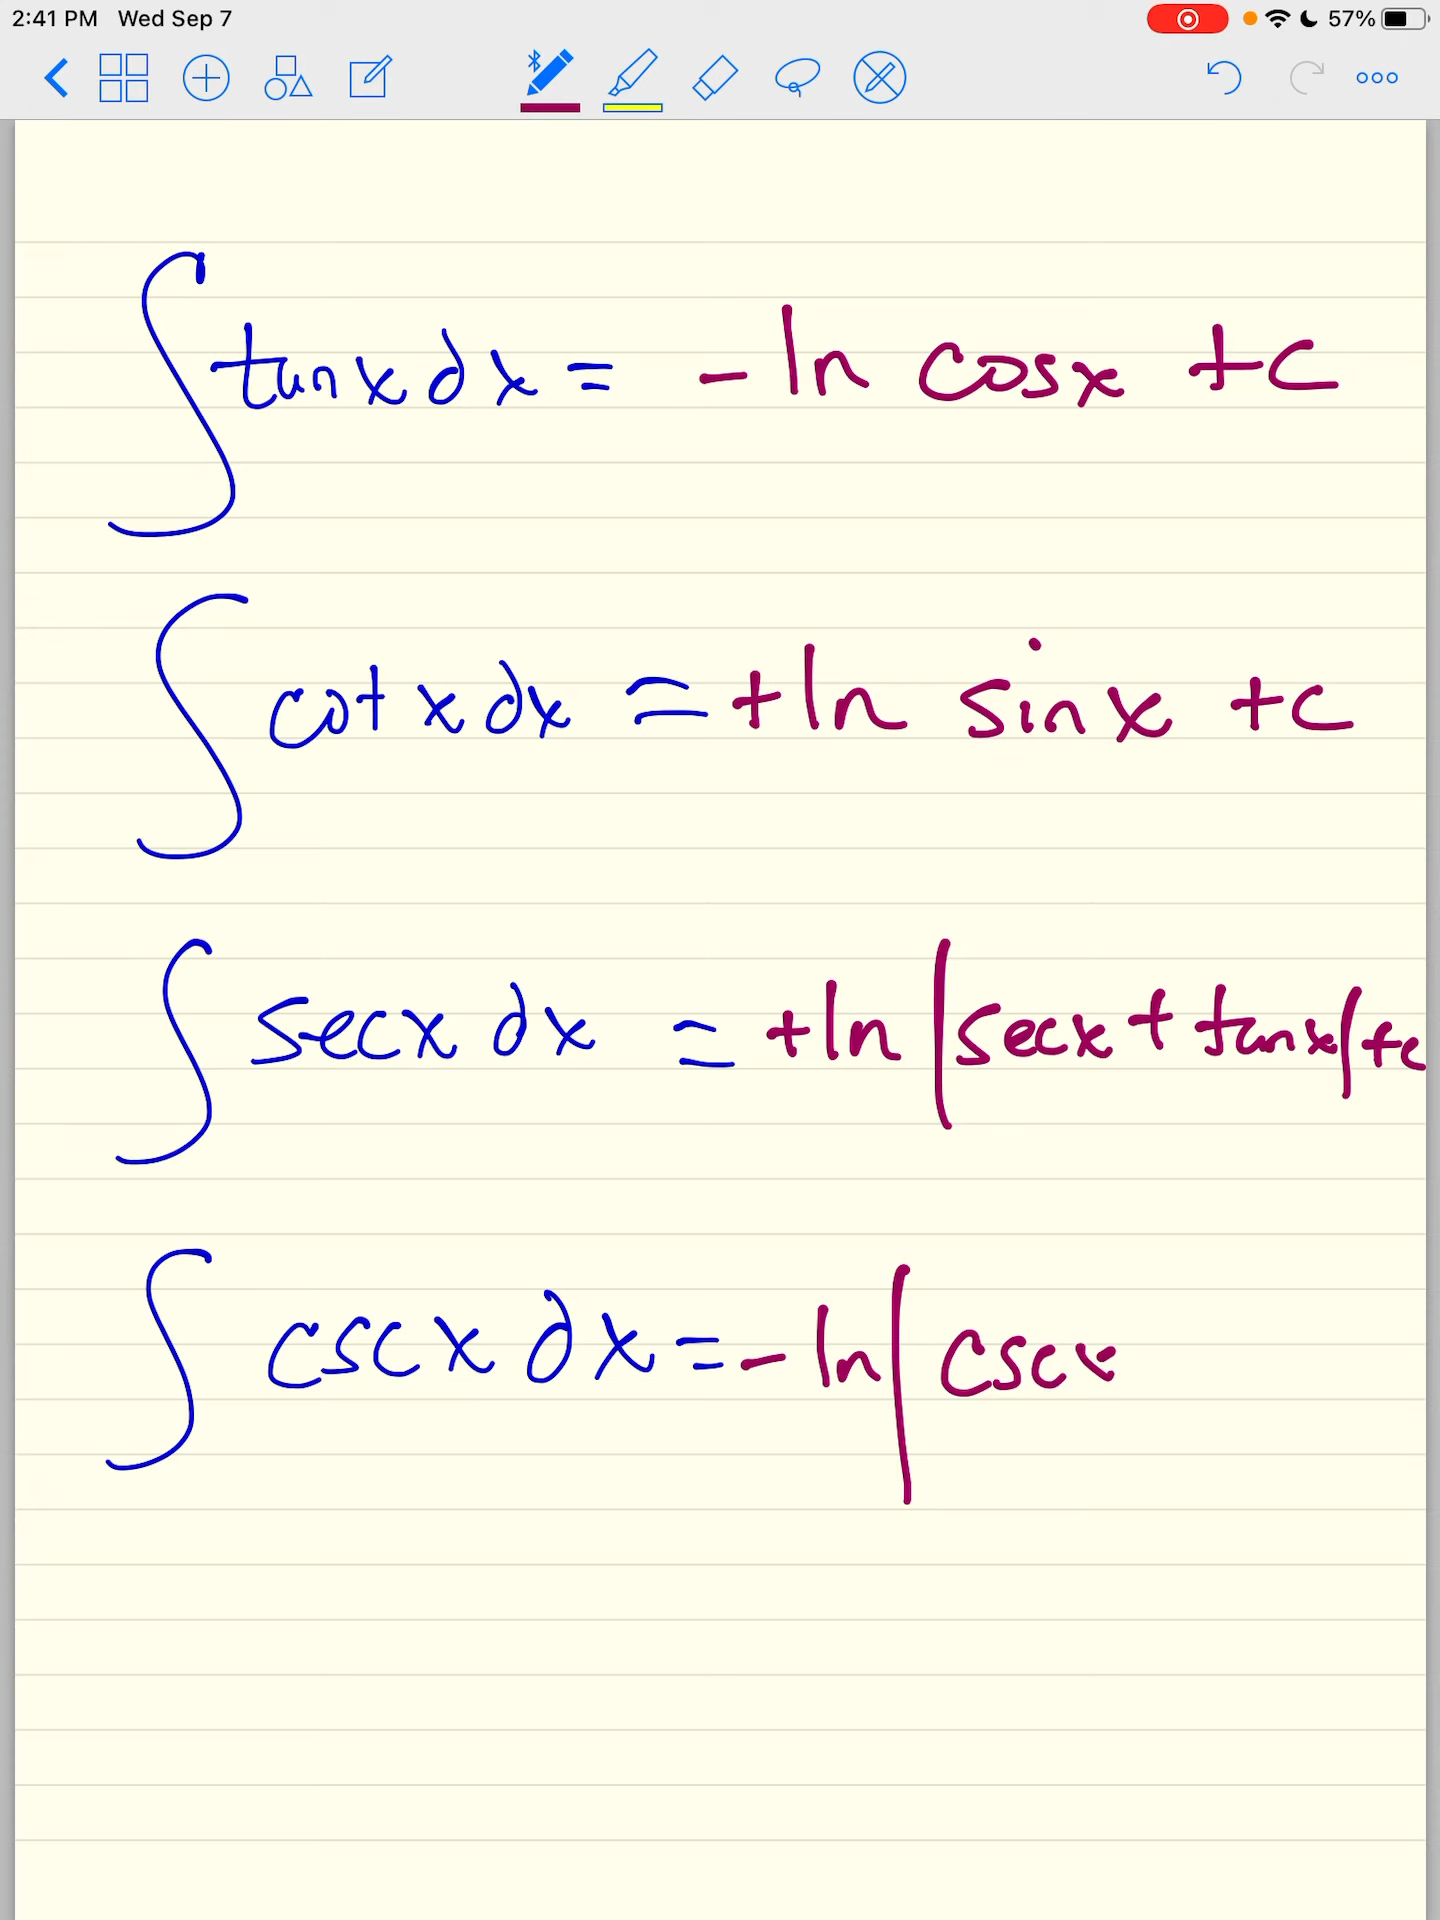 2:41 PM Wed Sep 7 57%
∫ tanx dx = - ln cosx + c
∫ cot x dx = + ln sinx + c
∫ secx dx = + ln |secx + tanx| + c
∫ cscx dx = - ln | cscx